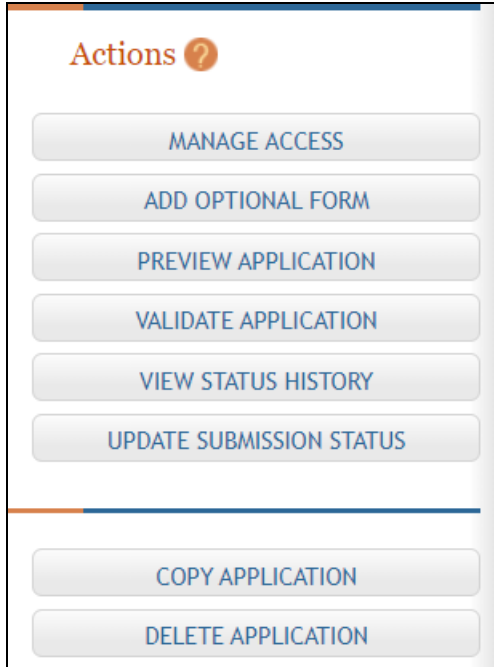 Actions ?
MANAGE ACCESS
ADD OPTIONAL FORM
PREVIEW APPLICATION
VALIDATE APPLICATION
VIEW STATUS HISTORY
UPDATE SUBMISSION STATUS
COPY APPLICATION
DELETE APPLICATION